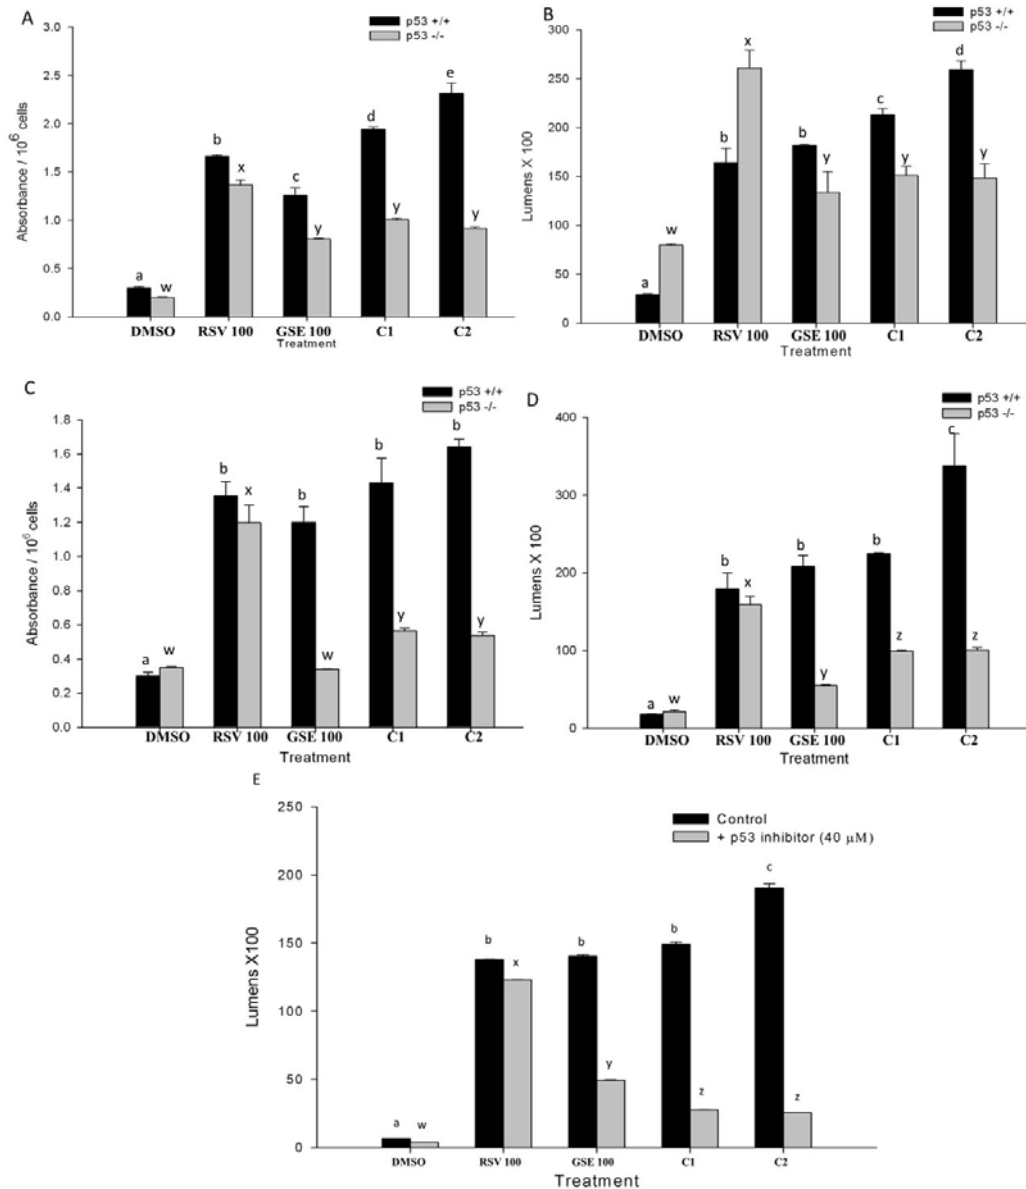 A
p53 +/+
p53 -/-
3.0
2.5
2.0
1.5
1.0
0.5
0.0
Absorbance / 10⁶ cells
a
w
b
x
c
y
d
y
e
y
DMSO RSV 100 GSE 100 C1 C2
Treatment
B
p53 +/+
p53 -/-
300
250
200
150
100
50
0
Lumens X 100
a
w
b
x
b
y
c
y
d
y
DMSO RSV 100 GSE 100 C1 C2
Treatment
C
p53 +/+
p53 -/-
1.8
1.6
1.4
1.2
1.0
0.8
0.6
0.4
0.2
0.0
Absorbance / 10⁶ cells
a
w
b
x
b
w
b
y
b
y
DMSO RSV 100 GSE 100 C1 C2
Treatment
D
p53 +/+
p53 -/-
400
300
200
100
0
Lumens X 100
a
w
b
x
b
y
b
z
c
z
DMSO RSV 100 GSE 100 C1 C2
Treatment
E
Control
+ p53 inhibitor (40 µM)
250
200
150
100
50
0
Lumens X100
a
w
b
x
b
y
b
z
c
z
DMSO RSV 100 GSE 100 C1 C2
Treatment